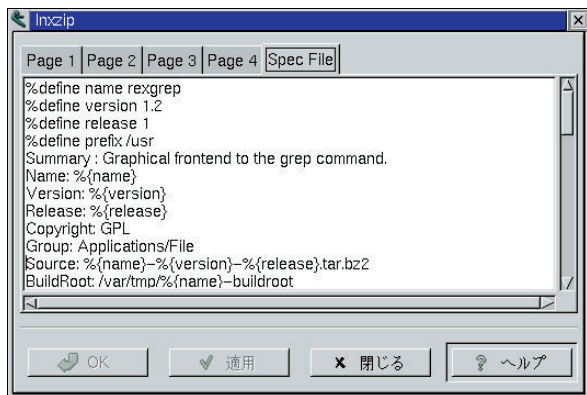 lnxzip
Page 1 Page 2 Page 3 Page 4 Spec File
%define name rexgrep
%define version 1.2
%define release 1
%define prefix /usr
Summary : Graphical frontend to the grep command.
Name: %{name}
Version: %{version}
Release: %{release}
Copyright: GPL
Group: Applications/File
Source: %{name}-%{version}-%{release}.tar.bz2
BuildRoot: /var/tmp/%{name}-buildroot
OK 適用 閉じる ヘルプ